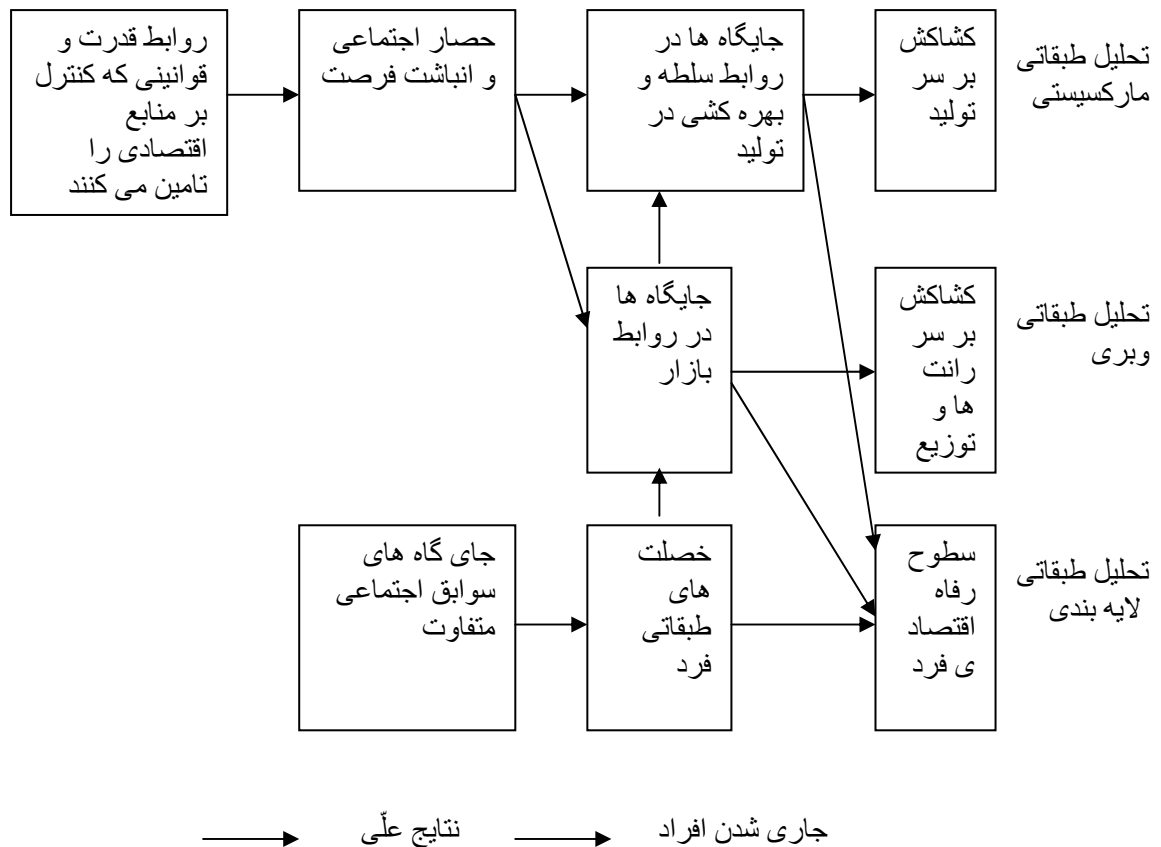 روابط قدرت و
قوانینی که کنترل
بر منابع
اقتصادی را
تامین می کنند
حصار اجتماعی
و انباشت فرصت
جایگاه ها در
روابط سلطه و
بهره کشی در
تولید
کشاکش
بر سر
تولید
تحلیل طبقاتی
مارکسیستی
جایگاه ها
در روابط
بازار
کشاکش
بر سر
رانت
ها و
توزیع
تحلیل طبقاتی
وبری
جای گاه های
سوابق اجتماعی
متفاوت
خصلت
های
طبقاتی
فرد
سطوح
رفاه
اقتصاد
ی فرد
تحلیل طبقاتی
لایه بندی
نتایج علّی
جاری شدن افراد